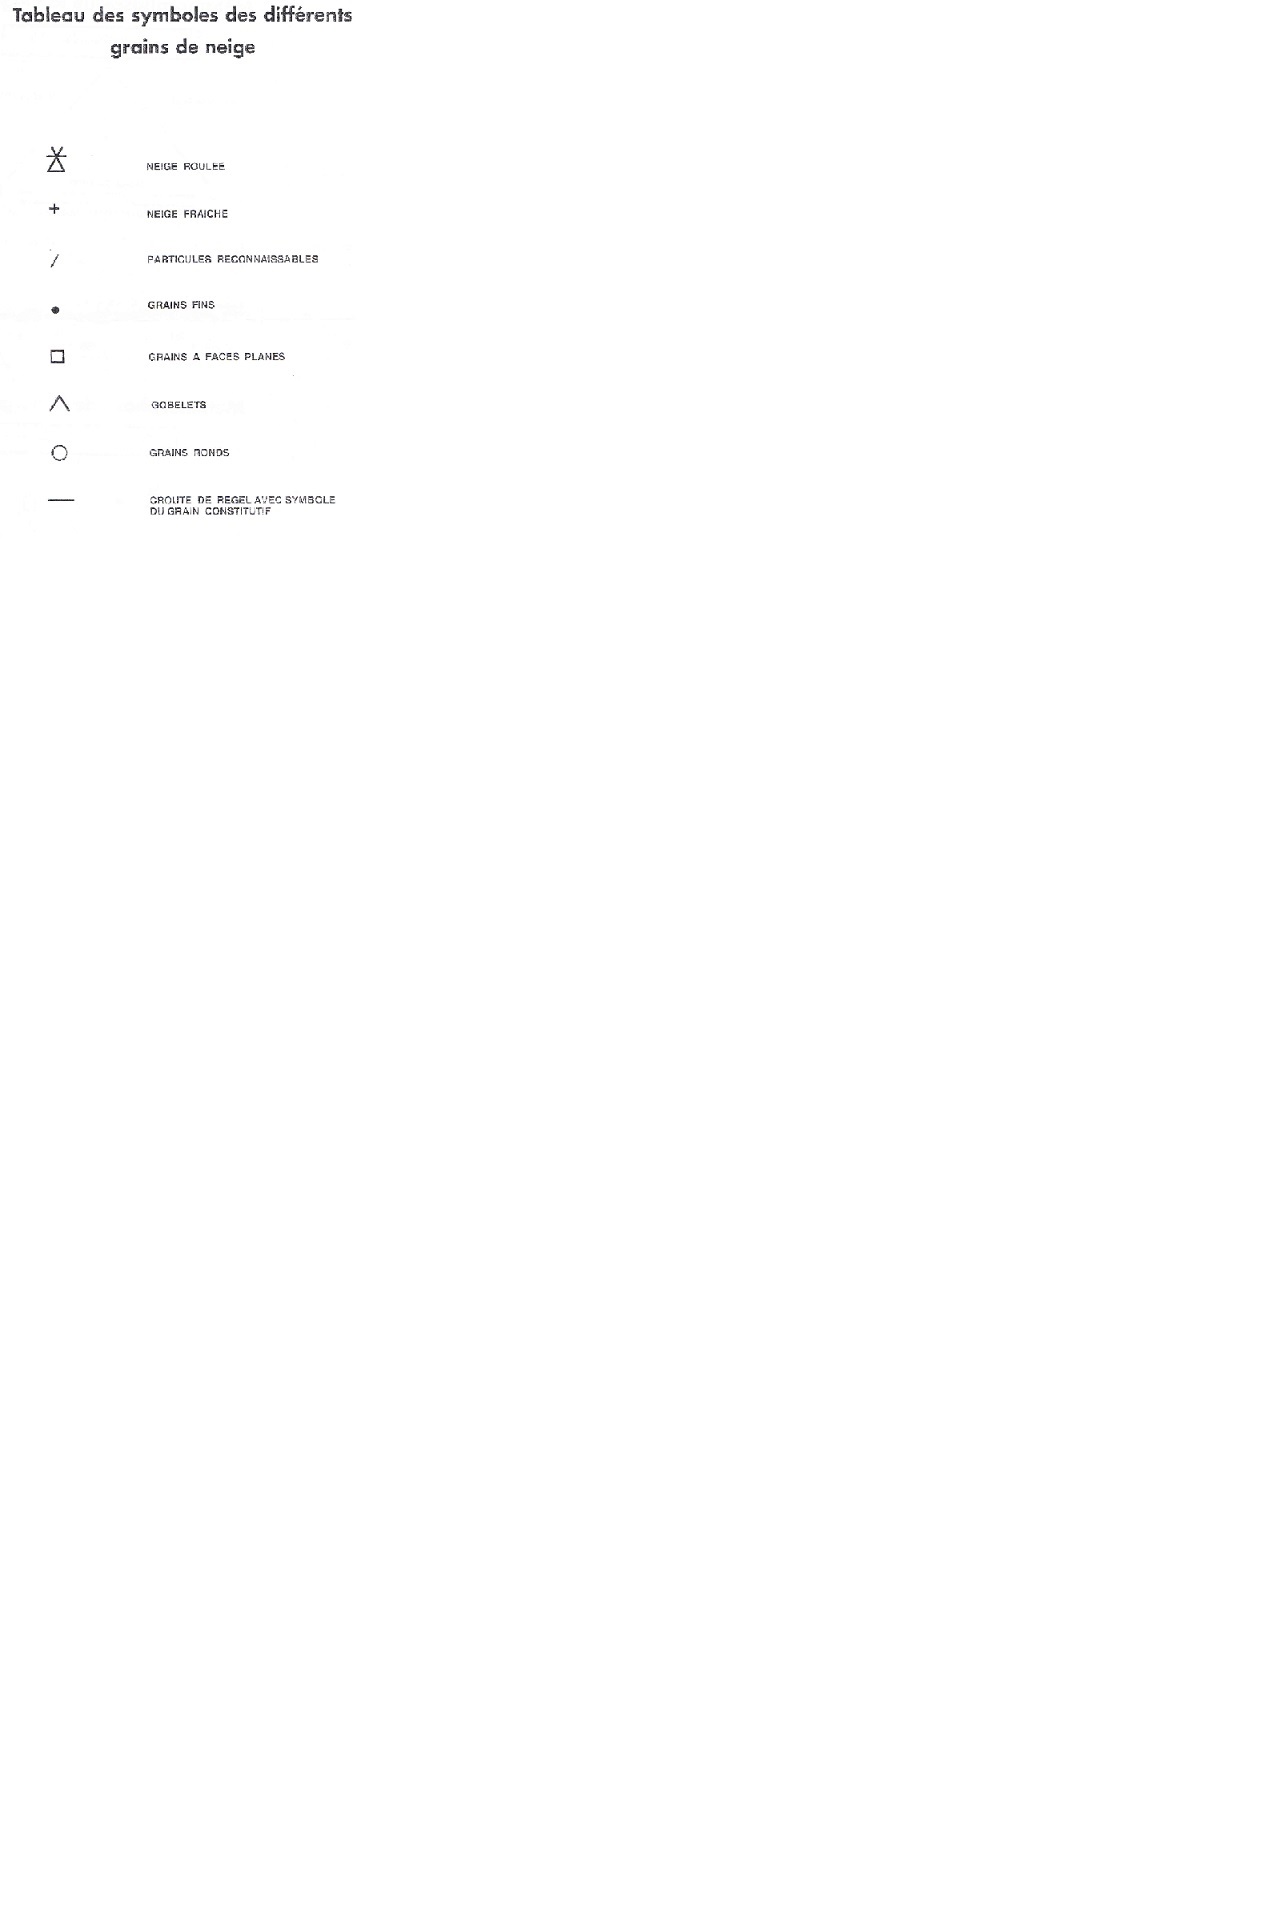 Tableau des symboles des différents
grains de neige
NEIGE ROULEE
+ NEIGE FRAICHE
/ PARTICULES RECONNAISSABLES
● GRAINS FINS
□ GRAINS A FACES PLANES
∧ GOBELETS
○ GRAINS RONDS
— CROUTE DE REGEL AVEC SYMBOLE
DU GRAIN CONSTITUTIF